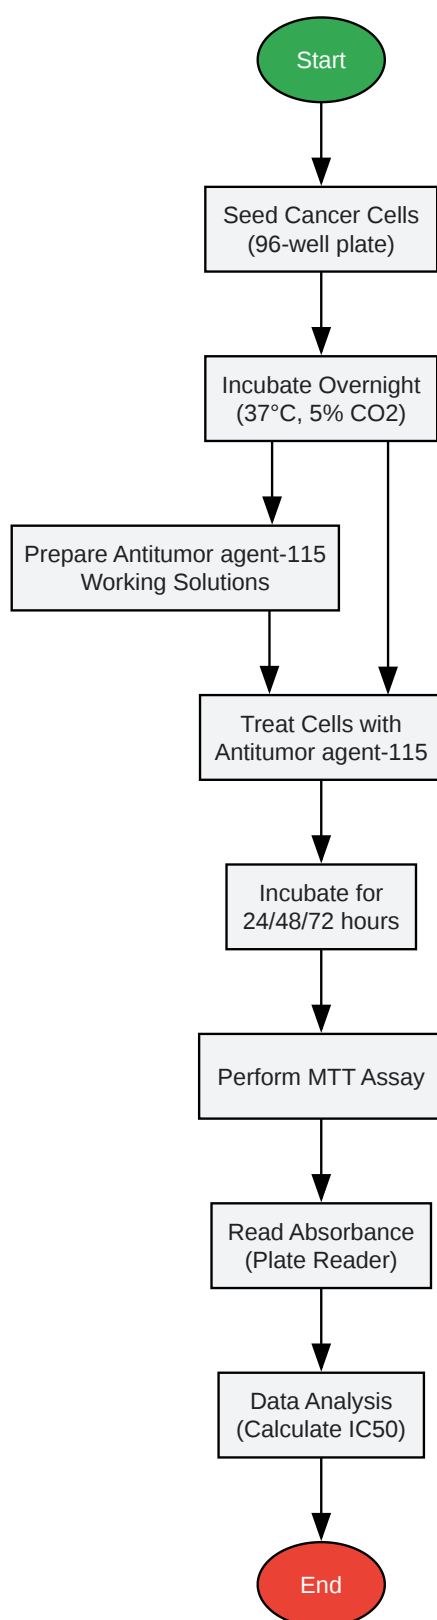 Start
Seed Cancer Cells
(96-well plate)
Incubate Overnight
(37°C, 5% CO2)
Prepare Antitumor agent-115
Working Solutions
Treat Cells with
Antitumor agent-115
Incubate for
24/48/72 hours
Perform MTT Assay
Read Absorbance
(Plate Reader)
Data Analysis
(Calculate IC50)
End